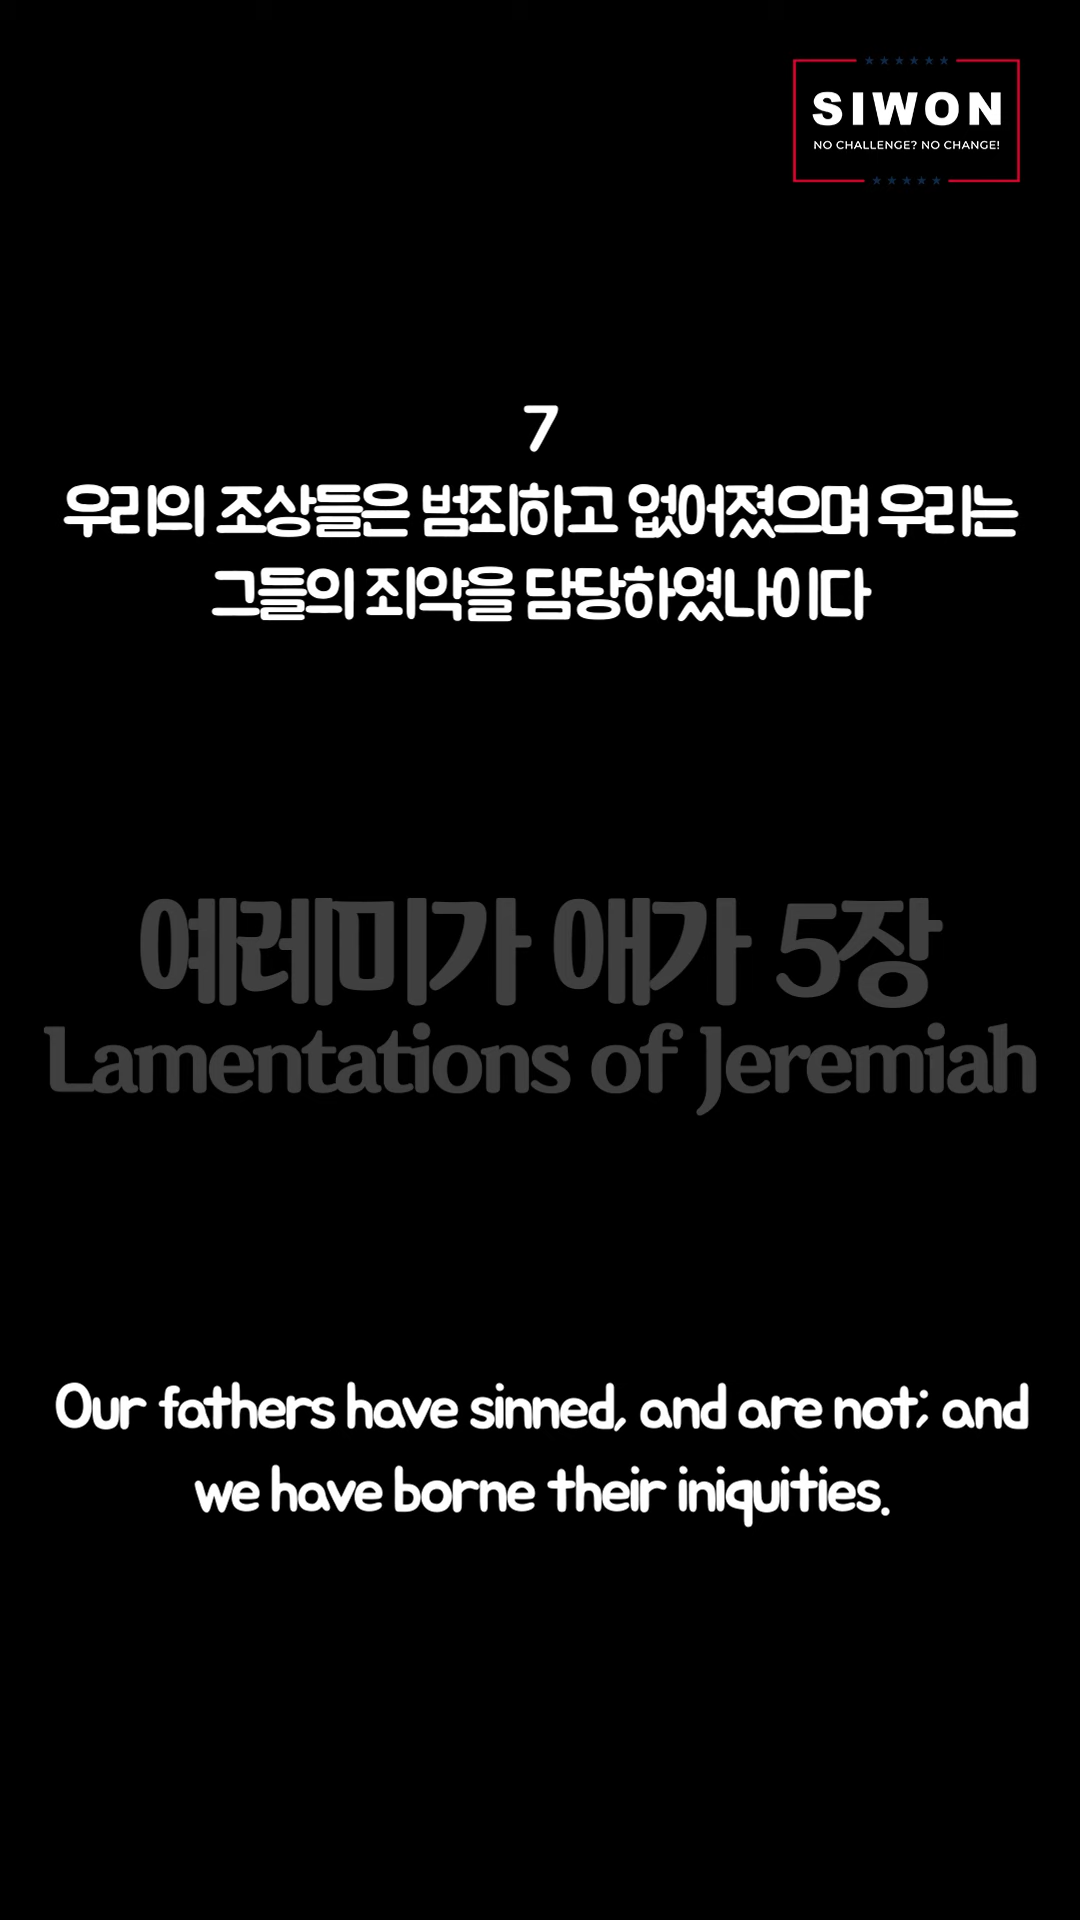 SIWON
NO CHALLENGE? NO CHANGE!
7
우리의 조상들은 범죄하고 없어졌으며 우리는
그들의 죄악을 담당하였나이다
예레미가 애가 5장
Lamentations of Jeremiah
Our fathers have sinned, and are not; and
we have borne their iniquities.